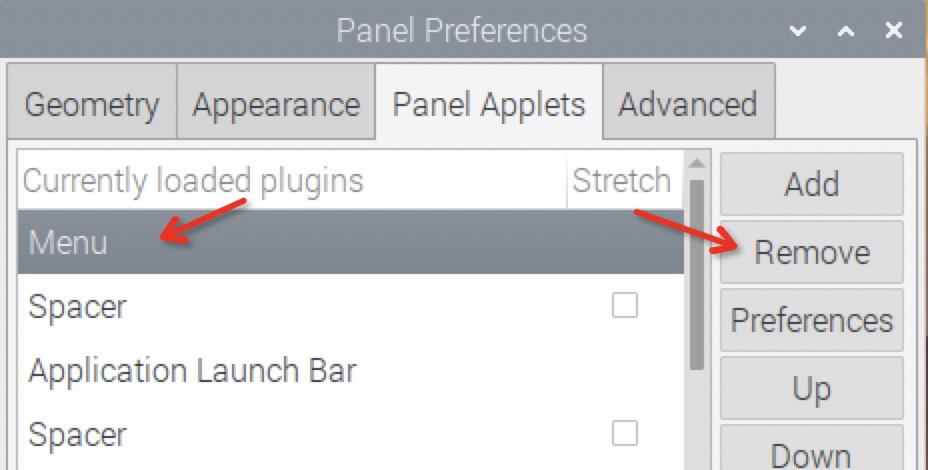 Panel Preferences
Geometry Appearance Panel Applets Advanced
Currently loaded plugins Stretch
Add
Menu
Remove
Spacer
Preferences
Application Launch Bar
Up
Spacer
Down